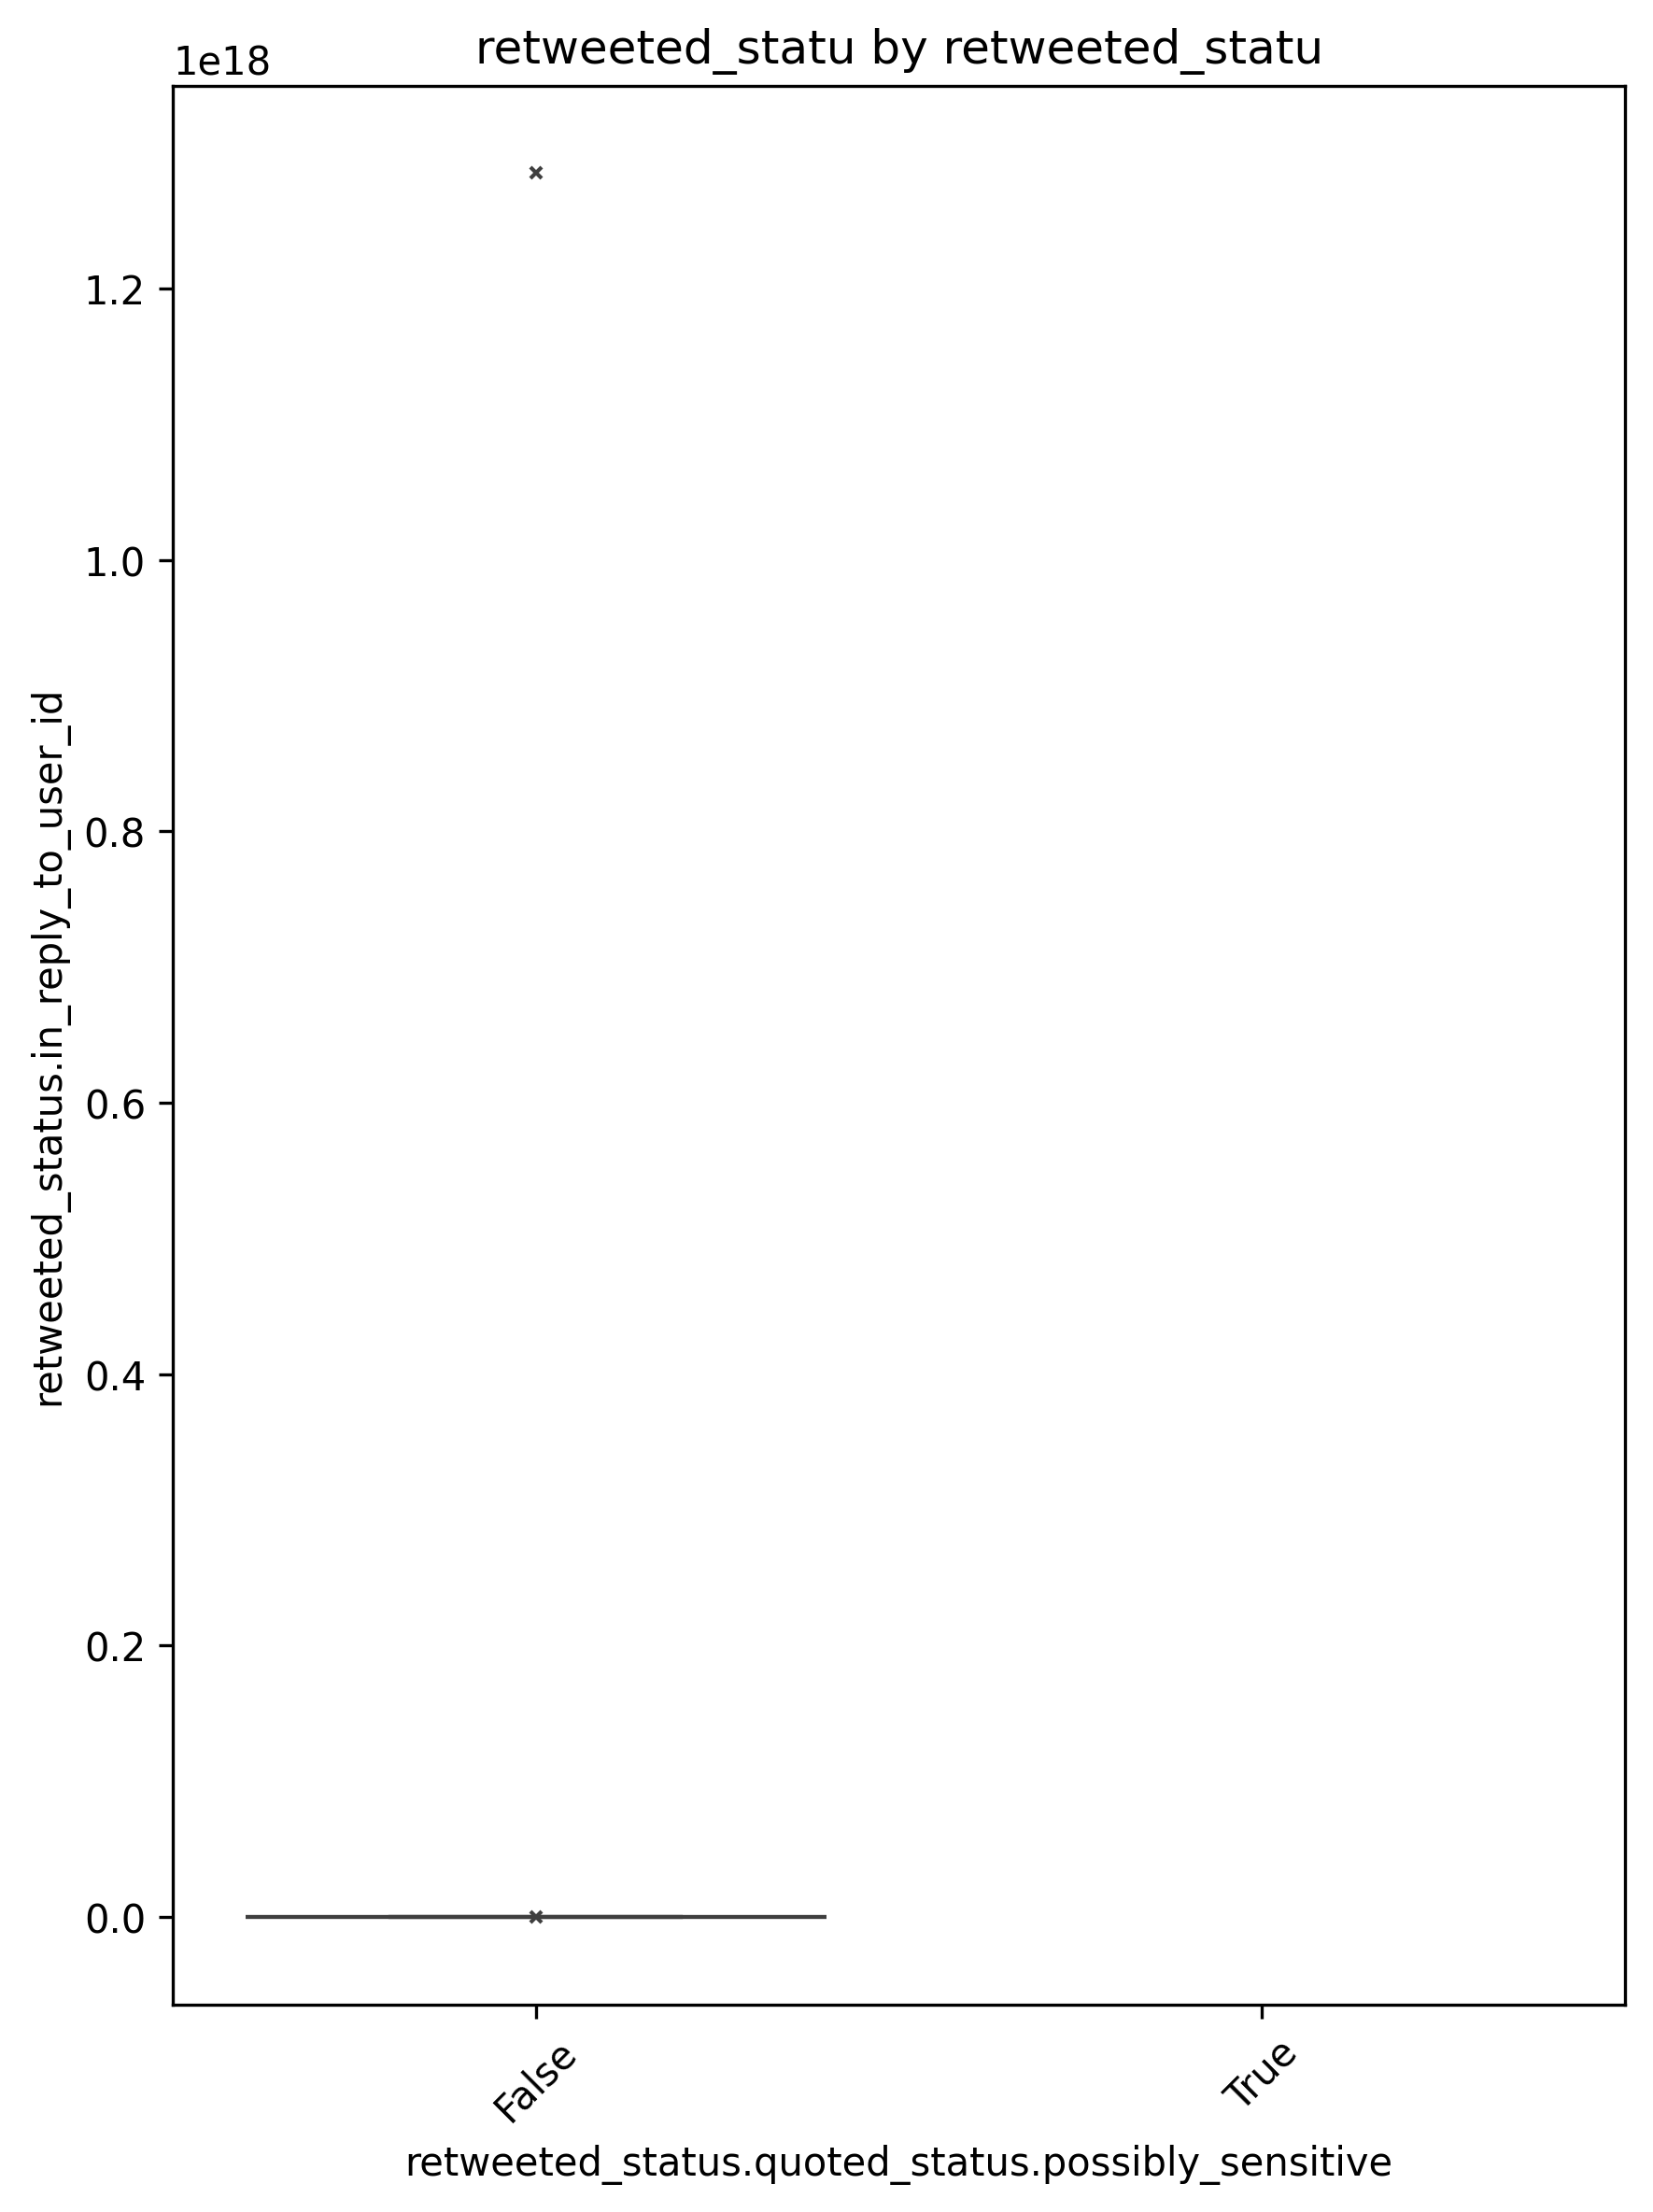 retweeted_statu by retweeted_statu
1e18
1.2
1.0
0.8
0.6
0.4
0.2
0.0
retweeted_status.in_reply_to_user_id
False
True
retweeted_status.quoted_status.possibly_sensitive